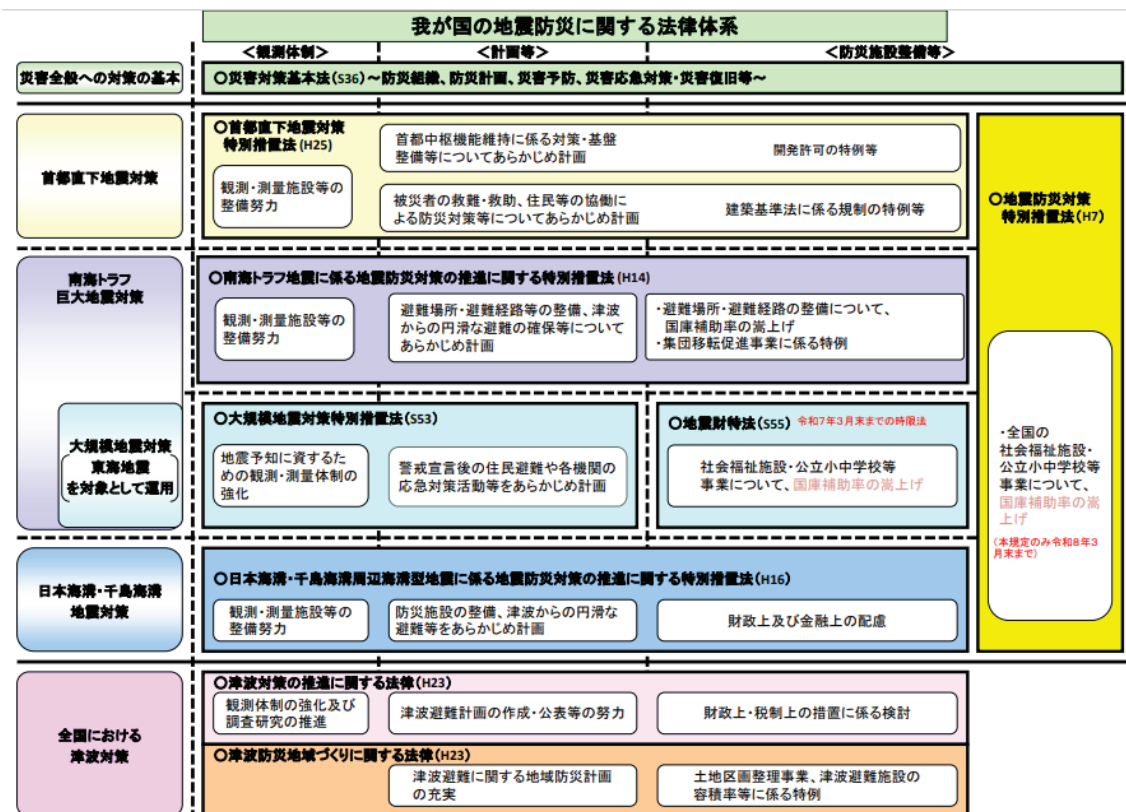 我が国の地震防災に関する法律体系
＜観測体制＞
＜計画等＞
＜防災施設整備等＞
災害全般への対策の基本
○災害対策基本法(S36)～防災組織、防災計画、災害予防、災害応急対策・災害復旧等～
首都直下地震対策
○首都直下地震対策
特別措置法(H25)
観測・測量施設等の
整備努力
首都中枢機能維持に係る対策・基盤
整備等についてあらかじめ計画
開発許可の特例等
被災者の救難・救助、住民等の協働に
よる防災対策等についてあらかじめ計画
建築基準法に係る規制の特例等
○地震防災対策
特別措置法(H7)
・全国の
社会福祉施設・
公立小中学校等
事業について、
国庫補助率の嵩
上げ
（本規定のみ令和8年3
月末まで）
南海トラフ
巨大地震対策
○南海トラフ地震に係る地震防災対策の推進に関する特別措置法(H14)
観測・測量施設等の
整備努力
避難場所・避難経路等の整備、津波
からの円滑な避難の確保等について
あらかじめ計画
・避難場所・避難経路の整備について、
国庫補助率の嵩上げ
・集団移転促進事業に係る特例
大規模地震対策
東海地震
を対象として運用
○大規模地震対策特別措置法(S53)
地震予知に資するた
めの観測・測量体制の
強化
警戒宣言後の住民避難や各機関の
応急対策活動等をあらかじめ計画
○地震財特法(S55) 令和7年3月末までの時限法
社会福祉施設・公立小中学校等
事業について、国庫補助率の嵩上げ
日本海溝・千島海溝
地震対策
○日本海溝・千島海溝周辺海溝型地震に係る地震防災対策の推進に関する特別措置法(H16)
観測・測量施設等の
整備努力
防災施設の整備、津波からの円滑な
避難等をあらかじめ計画
財政上及び金融上の配慮
全国における
津波対策
○津波対策の推進に関する法律(H23)
観測体制の強化及び
調査研究の推進
津波避難計画の作成・公表等の努力
財政上・税制上の措置に係る検討
○津波防災地域づくりに関する法律(H23)
津波避難に関する地域防災計画
の充実
土地区画整理事業、津波避難施設の
容積率等に係る特例